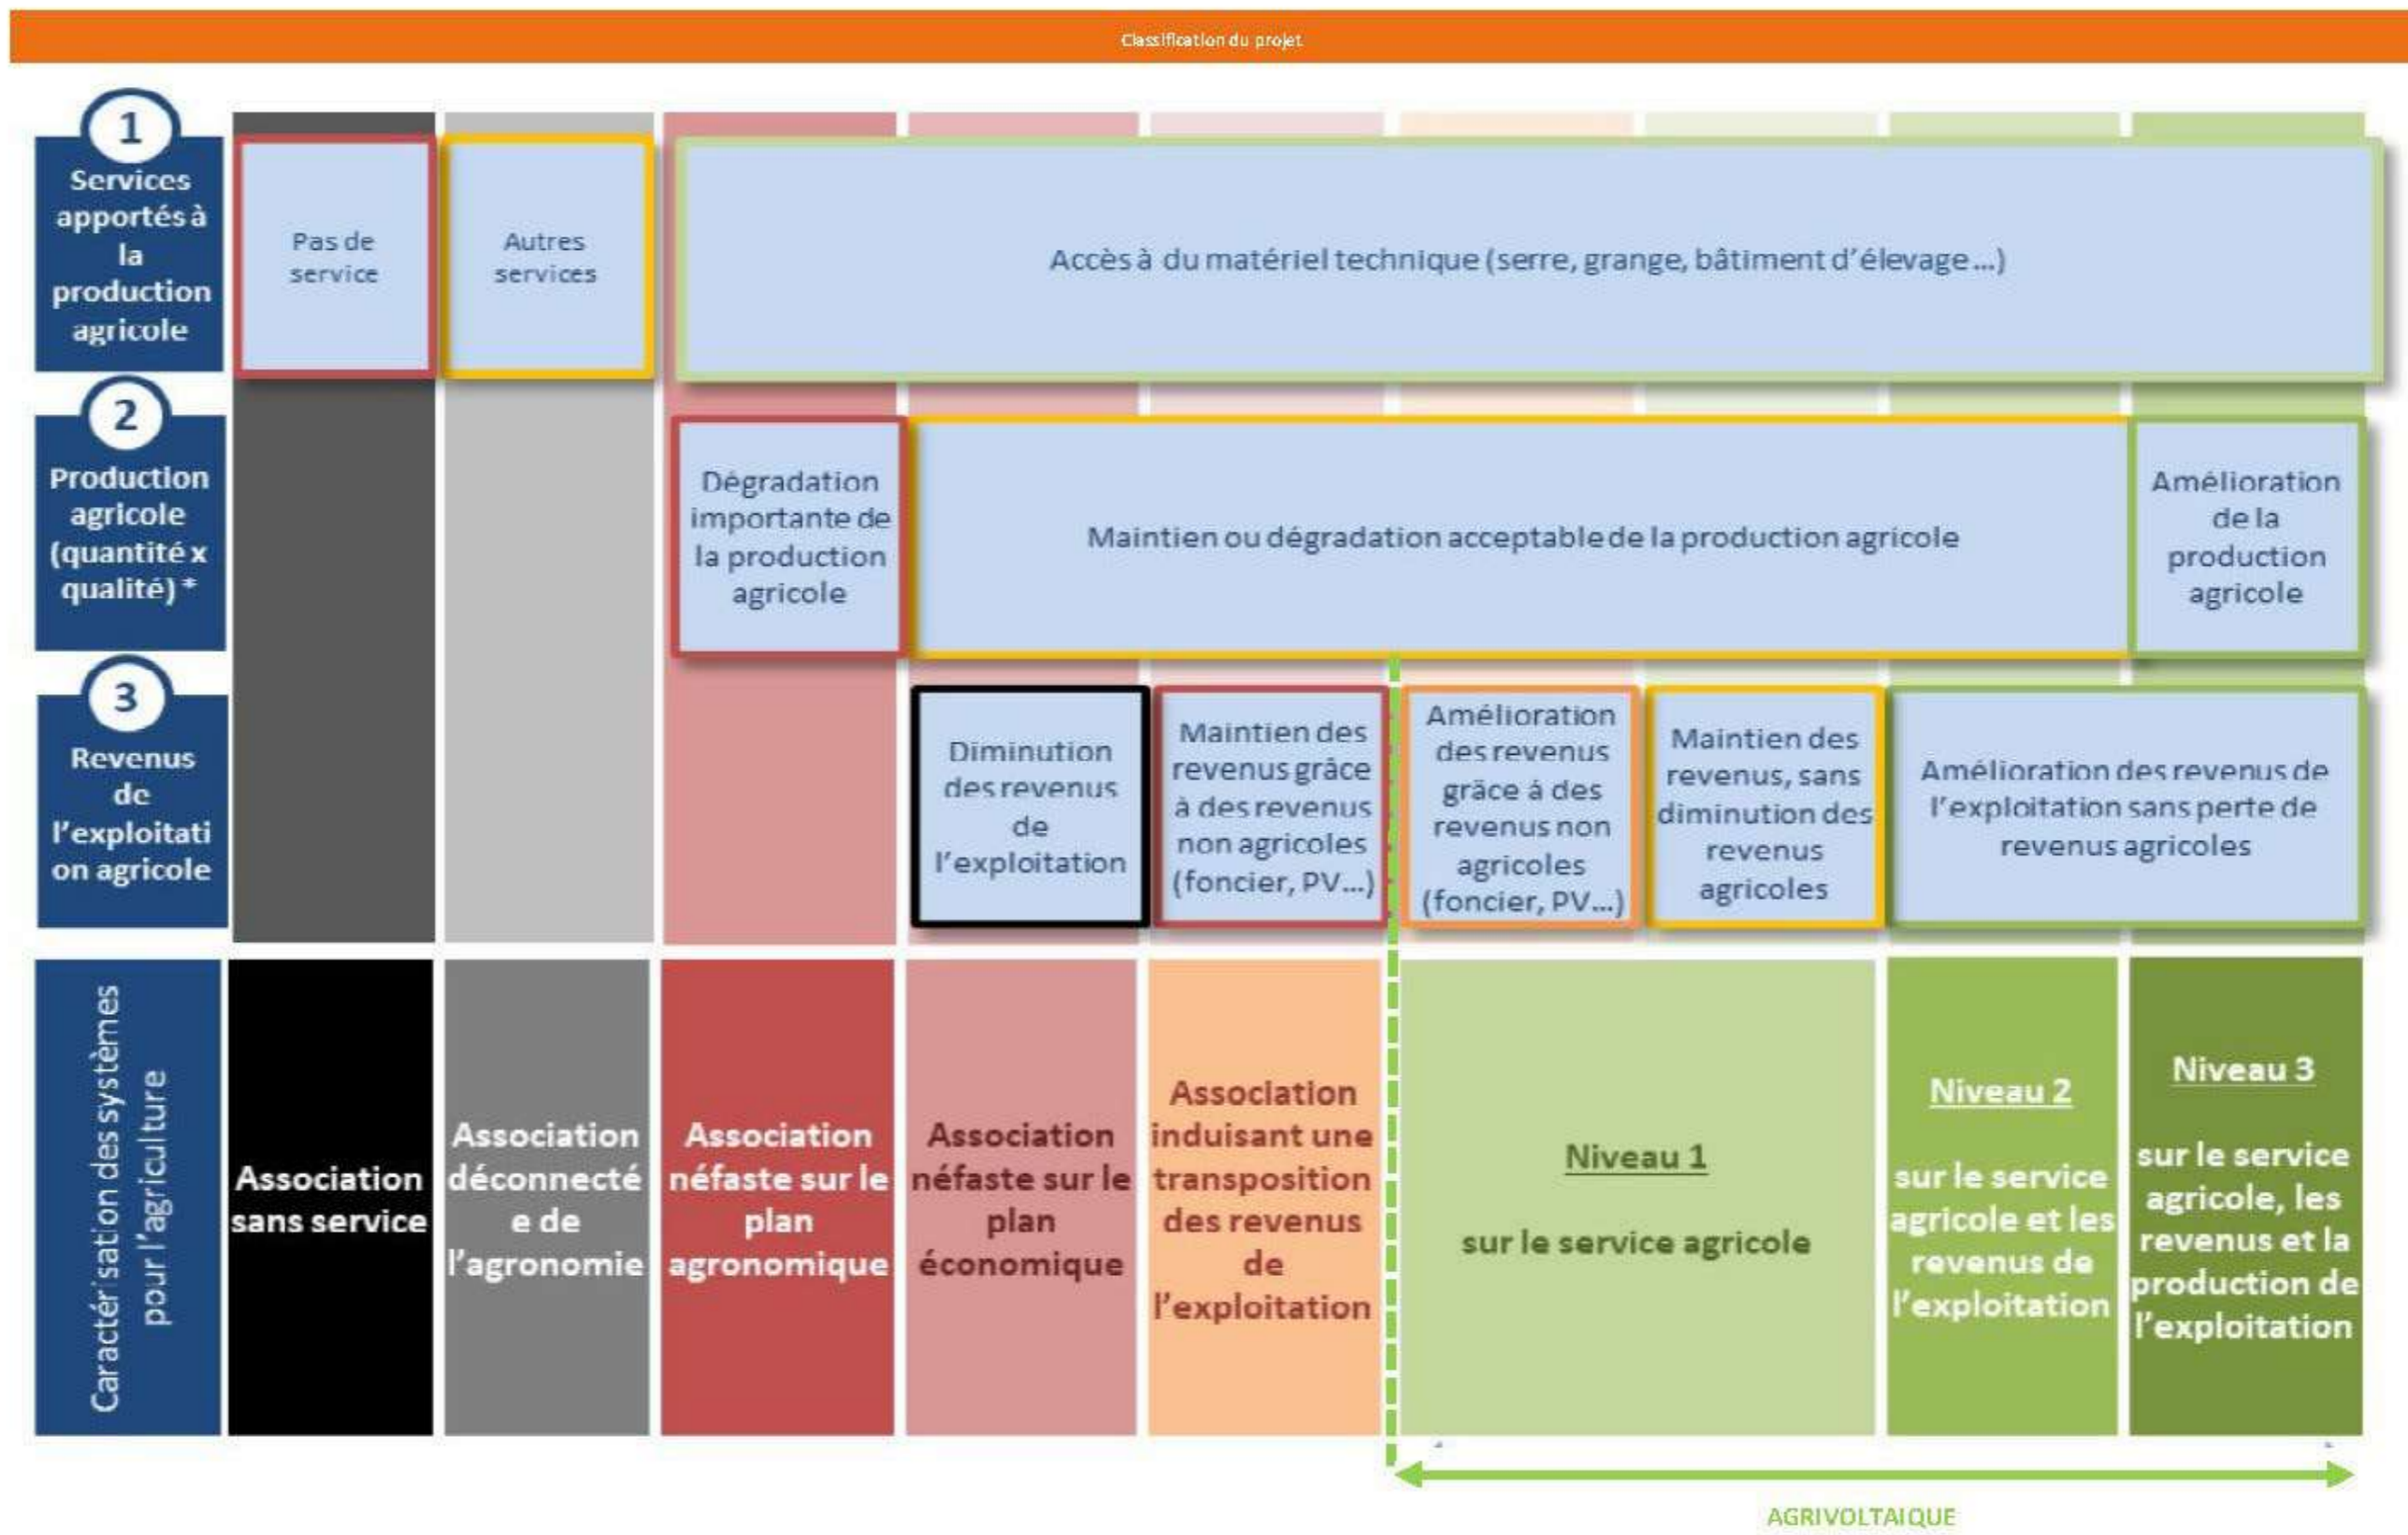 Classification du projet
1
Services
apportés à
la
production
agricole
Pas de
service
Autres
services
Accès à du matériel technique (serre, grange, bâtiment d'élevage...)
2
Production
agricole
(quantité x
qualité) *
Dégradation
importante de
la production
agricole
Maintien ou dégradation acceptable de la production agricole
Amélioration
de la
production
agricole
3
Revenus
de
l'exploitati
on agricole
Diminution
des revenus
de
l'exploitation
Maintien des
revenus grâce
à des revenus
non agricoles
(foncier, PV...)
Amélioration
des revenus
grâce à des
revenus non
agricoles
(foncier, PV...)
Maintien des
revenus, sans
diminution des
revenus
agricoles
Amélioration des revenus de
l'exploitation sans perte de
revenus agricoles
Caractérisation des systèmes
pour l'agriculture
Association
sans service
Association
déconnecté
e de
l'agronomie
Association
néfaste sur le
plan
agronomique
Association
néfaste sur le
plan
économique
Association
induisant une
transposition
des revenus
de
l'exploitation
Niveau 1
sur le service agricole
Niveau 2
sur le service
agricole et les
revenus de
l'exploitation
Niveau 3
sur le service
agricole, les
revenus et la
production de
l'exploitation
AGRIVOLTAIQUE